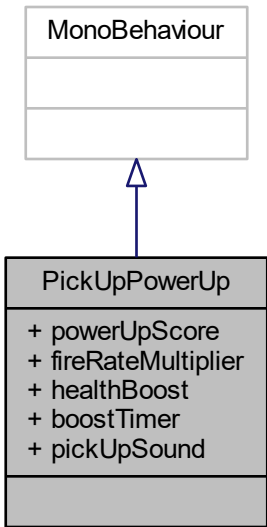 MonoBehaviour
PickUpPowerUp
+ powerUpScore
+ fireRateMultiplier
+ healthBoost
+ boostTimer
+ pickUpSound